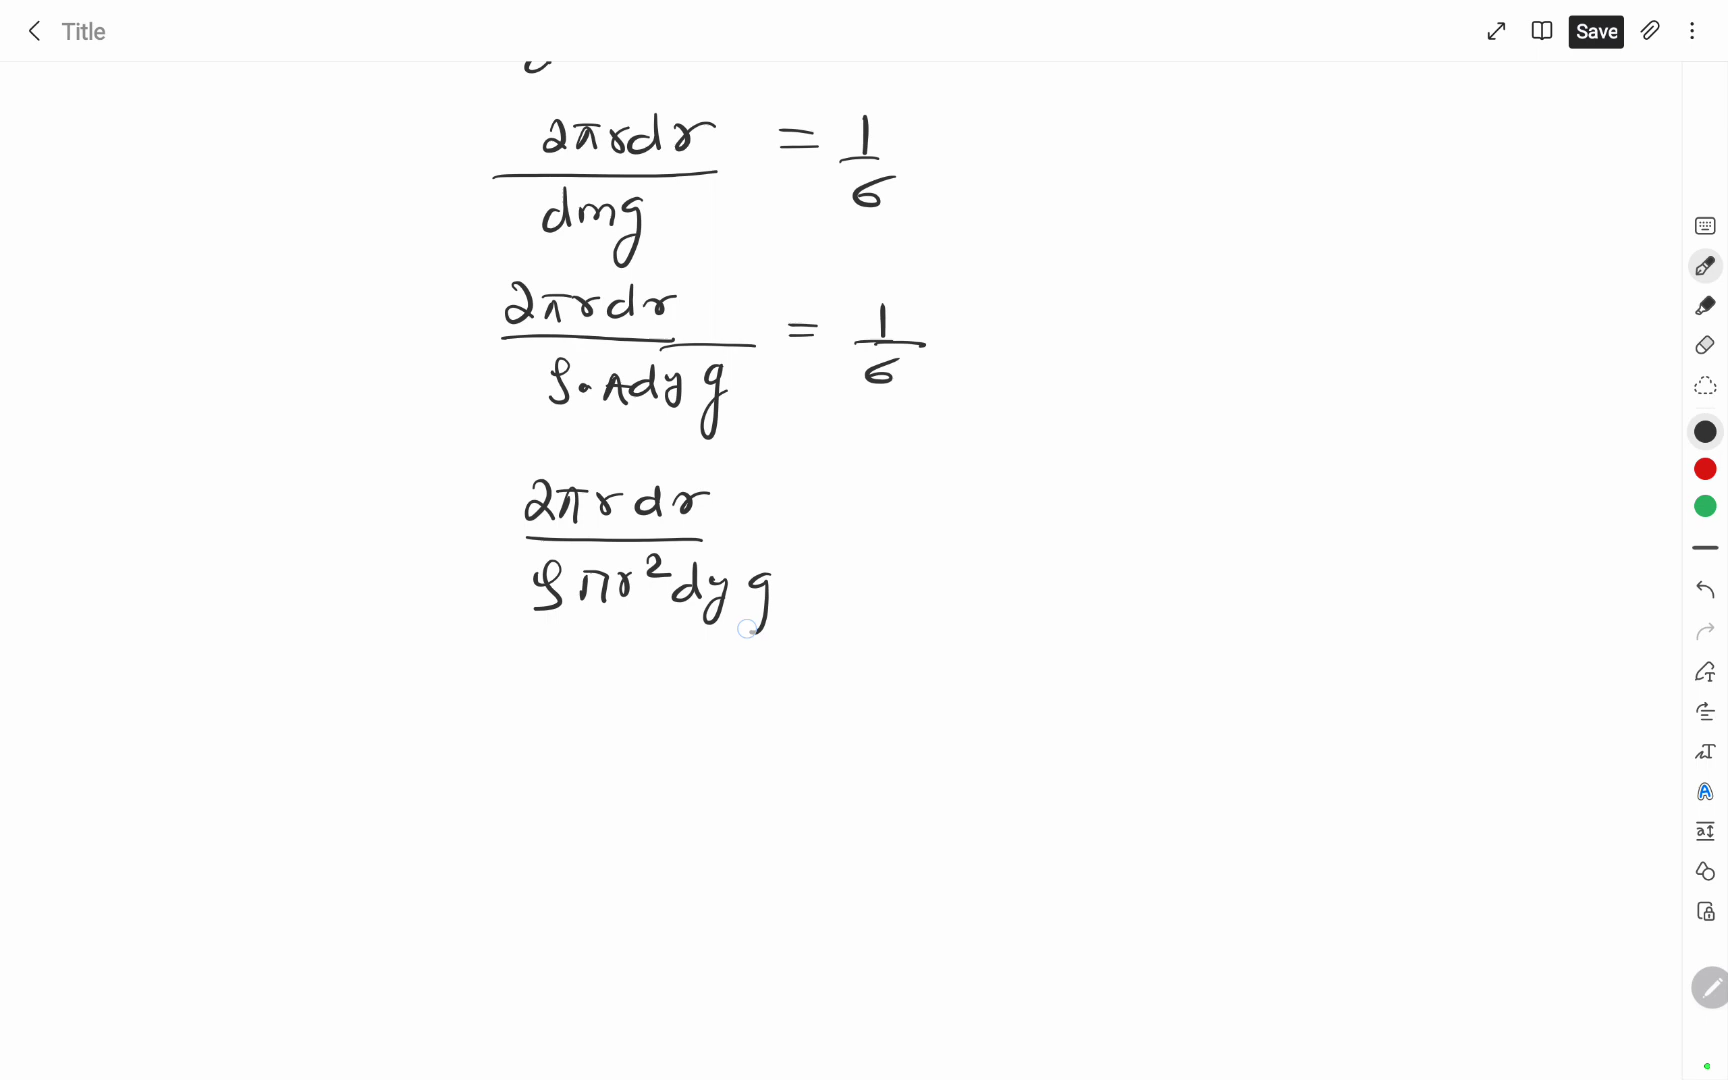 Title
Save
2πrdr / dmg = 1/6
2πrdr / ρ·Ady g = 1/6
2πrdr / ρπr²dy g